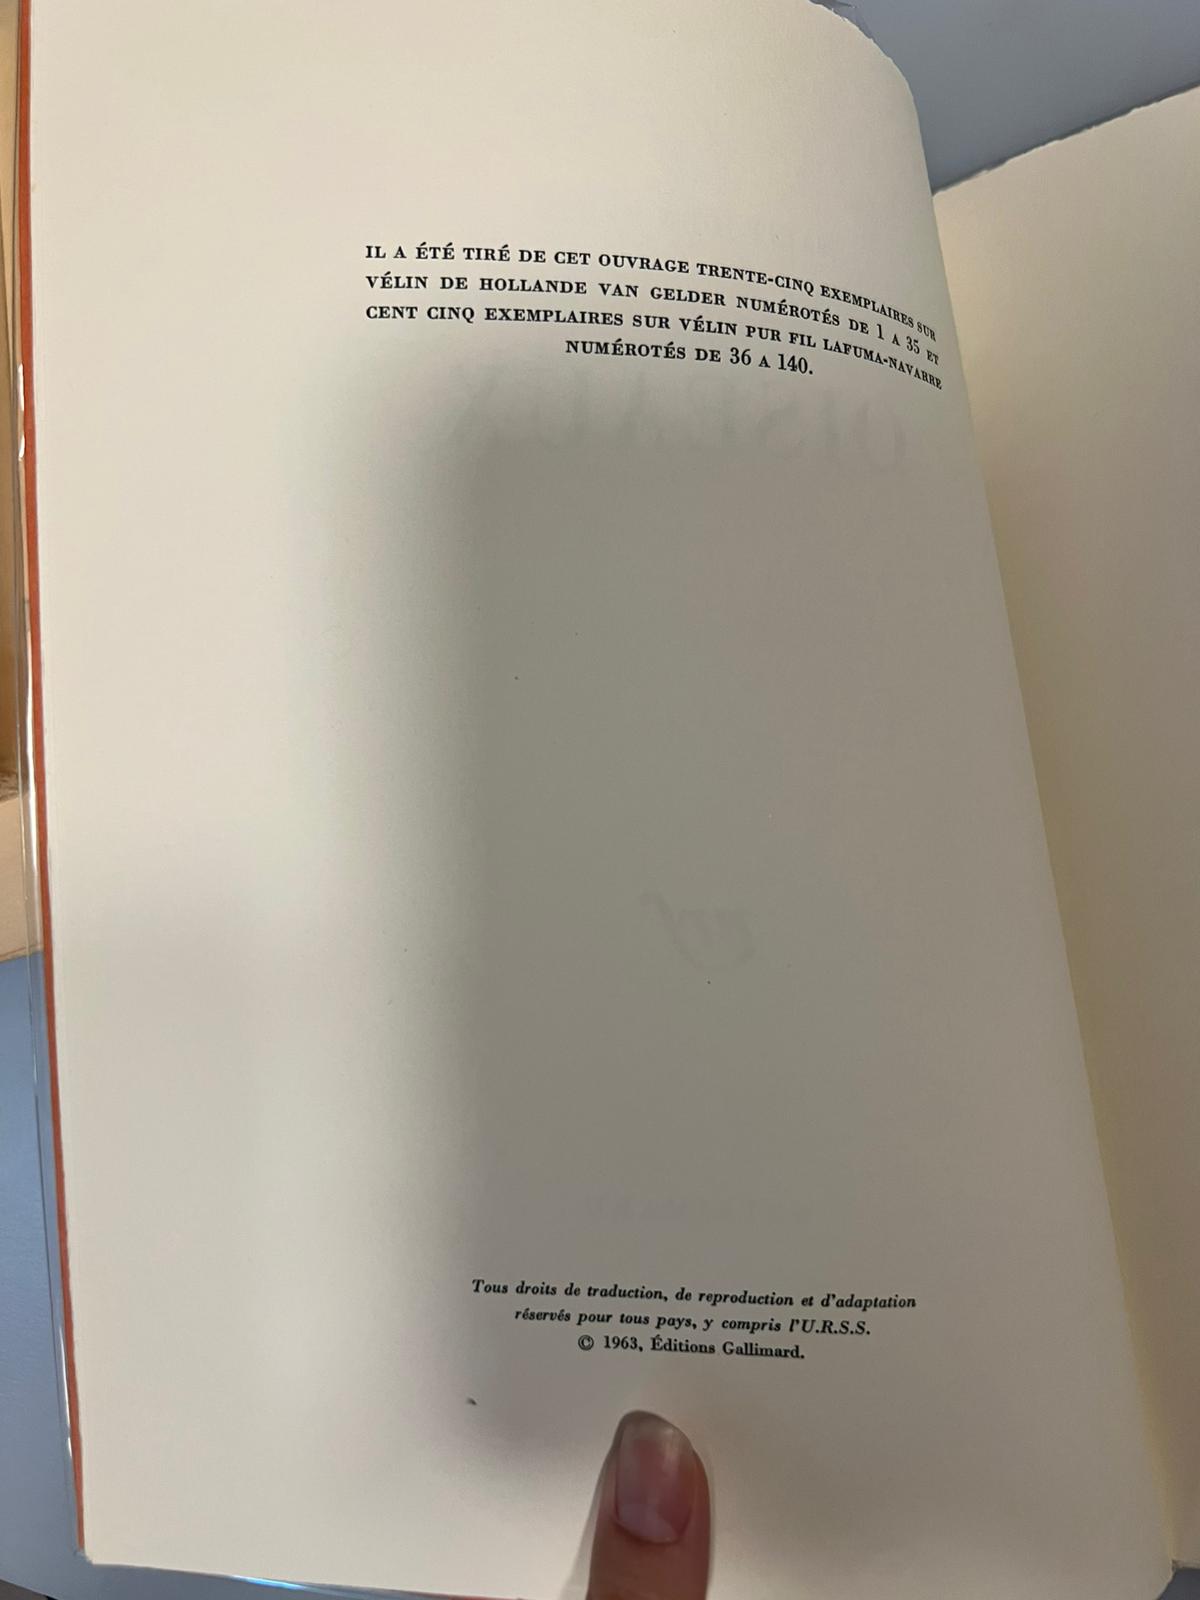 IL A ÉTÉ TIRÉ DE CET OUVRAGE TRENTE-CINQ EXEMPLAIRES SUR
VÉLIN DE HOLLANDE VAN GELDER NUMÉROTÉS DE 1 A 35 ET
CENT CINQ EXEMPLAIRES SUR VÉLIN PUR FIL LAFUMA-NAVARRE
NUMÉROTÉS DE 36 A 140.
OISEAUX
nrf
Tous droits de traduction, de reproduction et d'adaptation
réservés pour tous pays, y compris l'U.R.S.S.
© 1963, Éditions Gallimard.